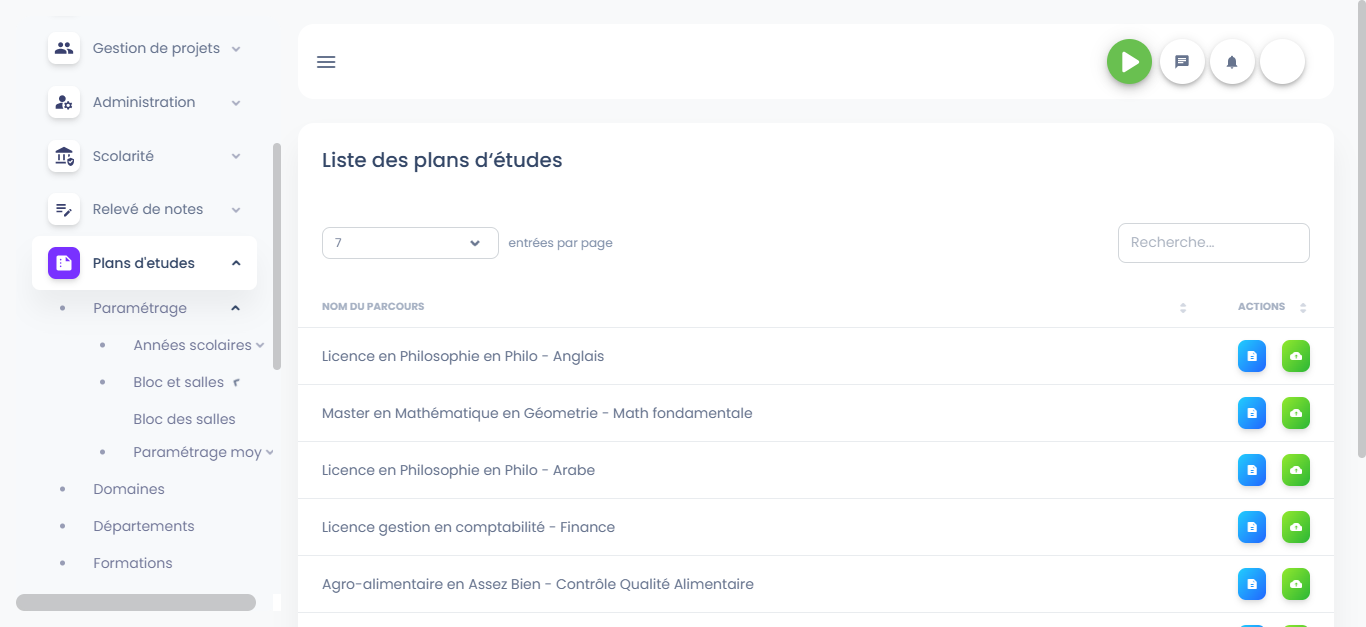 Gestion de projets
Administration
Scolarité
Relevé de notes
Plans d'etudes
Paramétrage
Années scolaires
Bloc et salles
Bloc des salles
Paramétrage moy
Domaines
Départements
Formations
Liste des plans d‘études
7
entrées par page
Recherche...
NOM DU PARCOURS
ACTIONS
Licence en Philosophie en Philo - Anglais
Master en Mathématique en Géometrie - Math fondamentale
Licence en Philosophie en Philo - Arabe
Licence gestion en comptabilité - Finance
Agro-alimentaire en Assez Bien - Contrôle Qualité Alimentaire